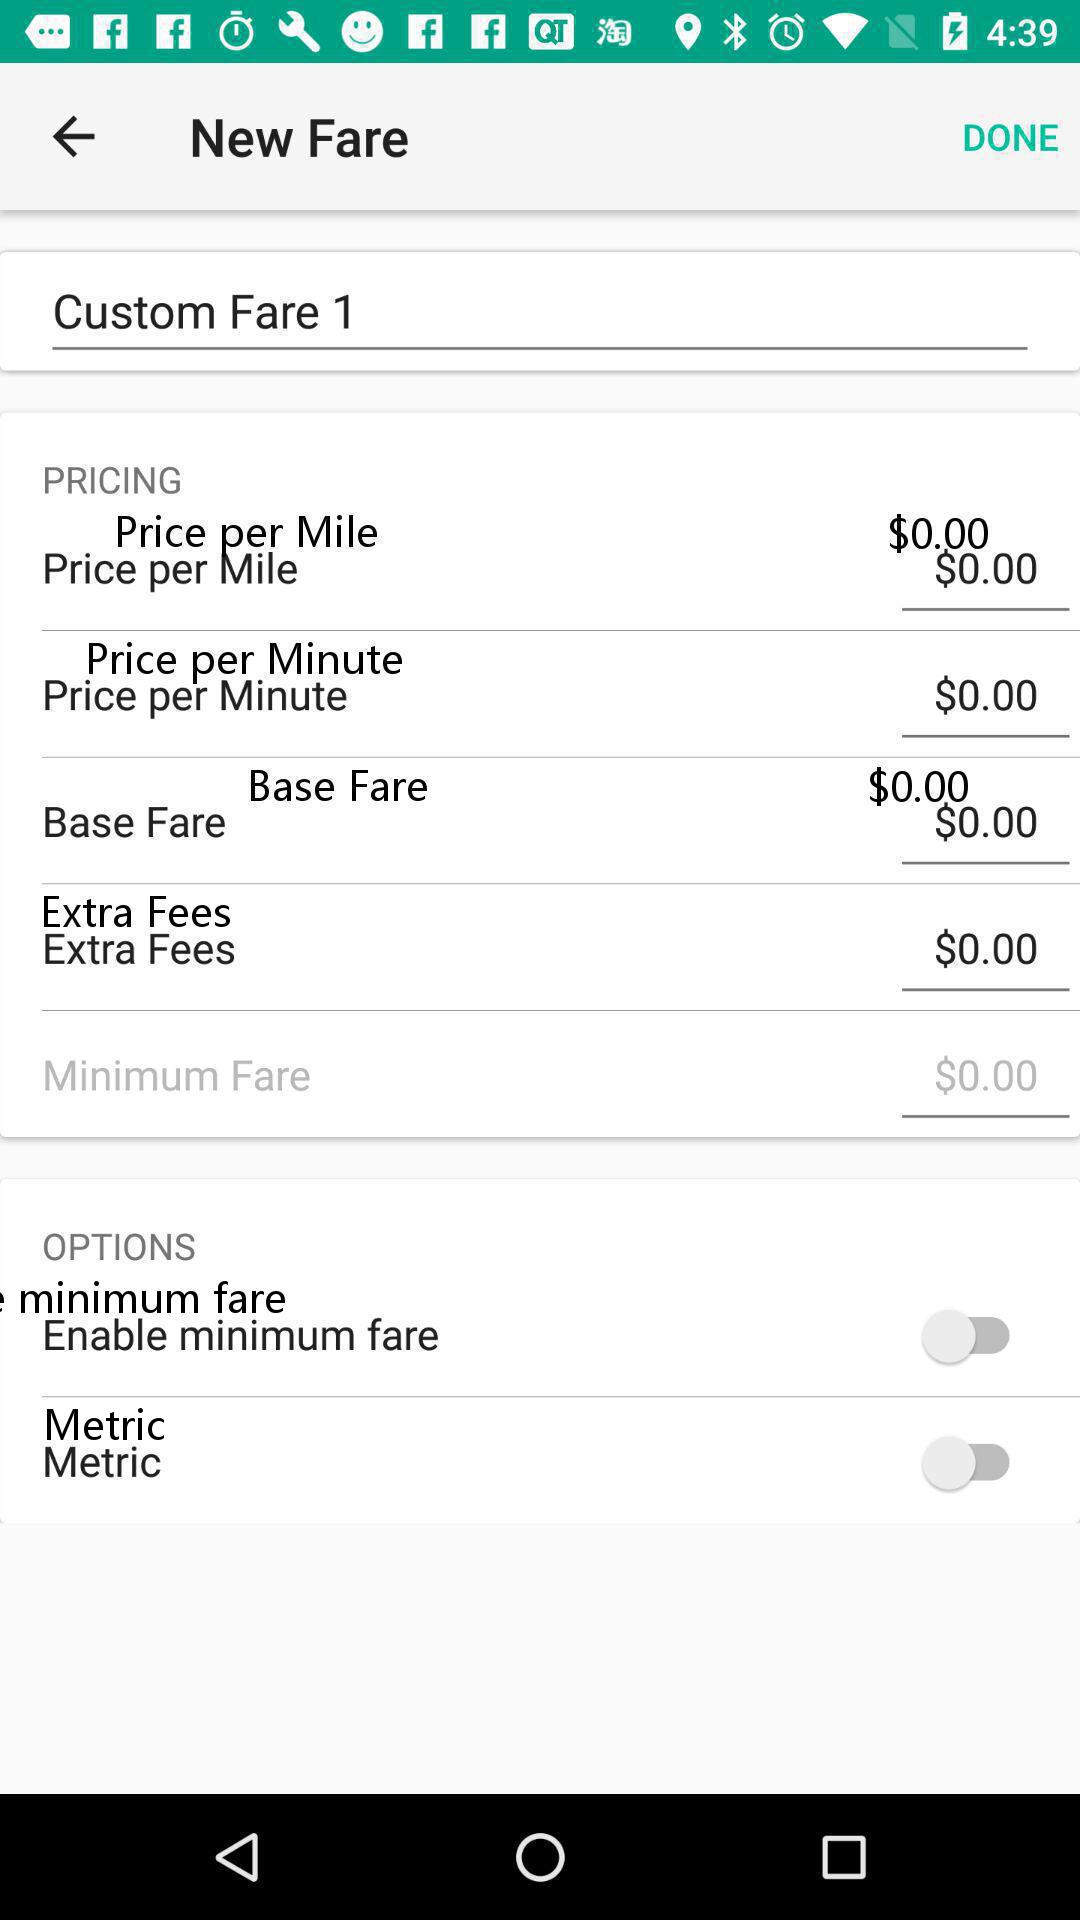 QT 淘 4:39
New Fare DONE
Custom Fare 1
PRICING
Price per Mile $0.00
Price per Mile $0.00
Price per Minute
Price per Minute $0.00
Base Fare $0.00
Base Fare $0.00
Extra Fees
Extra Fees $0.00
Minimum Fare $0.00
OPTIONS
e minimum fare
Enable minimum fare
Metric
Metric